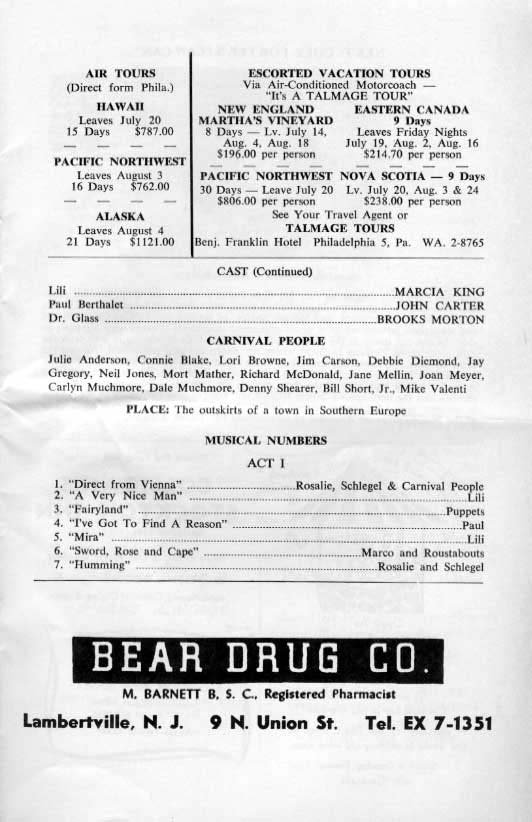 AIR TOURS
(Direct form Phila.)
HAWAII
Leaves July 20
15 Days $787.00
— — — — —
PACIFIC NORTHWEST
Leaves August 3
16 Days $762.00
— — — — —
ALASKA
Leaves August 4
21 Days $1121.00
ESCORTED VACATION TOURS
Via Air-Conditioned Motorcoach —
"It's A TALMAGE TOUR"
NEW ENGLAND
MARTHA'S VINEYARD
8 Days — Lv. July 14,
Aug. 4, Aug. 18
$196.00 per person
EASTERN CANADA
9 Days
Leaves Friday Nights
July 19, Aug. 2, Aug. 16
$214.70 per person
— — — — — — — — — —
PACIFIC NORTHWEST
30 Days — Leave July 20
$806.00 per person
NOVA SCOTIA — 9 Days
Lv. July 20, Aug. 3 & 24
$238.00 per person
See Your Travel Agent or
TALMAGE TOURS
Benj. Franklin Hotel Philadelphia 5, Pa. WA. 2-8765
CAST (Continued)
Lili ........ MARCIA KING
Paul Berthalet ........ JOHN CARTER
Dr. Glass ........ BROOKS MORTON
CARNIVAL PEOPLE
Julie Anderson, Connie Blake, Lori Browne, Jim Carson, Debbie Diemond, Jay
Gregory, Neil Jones, Mort Mather, Richard McDonald, Jane Mellin, Joan Meyer,
Carlyn Muchmore, Dale Muchmore, Denny Shearer, Bill Short, Jr., Mike Valenti
PLACE: The outskirts of a town in Southern Europe
MUSICAL NUMBERS
ACT I
1. "Direct from Vienna" ........ Rosalie, Schlegel & Carnival People
2. "A Very Nice Man" ........ Lili
3. "Fairyland" ........ Puppets
4. "I've Got To Find A Reason" ........ Paul
5. "Mira" ........ Lili
6. "Sword, Rose and Cape" ........ Marco and Roustabouts
7. "Humming" ........ Rosalie and Schlegel
BEAR DRUG CO.
M. BARNETT B. S. C., Registered Pharmacist
Lambertville, N. J. 9 N. Union St. Tel. EX 7-1351